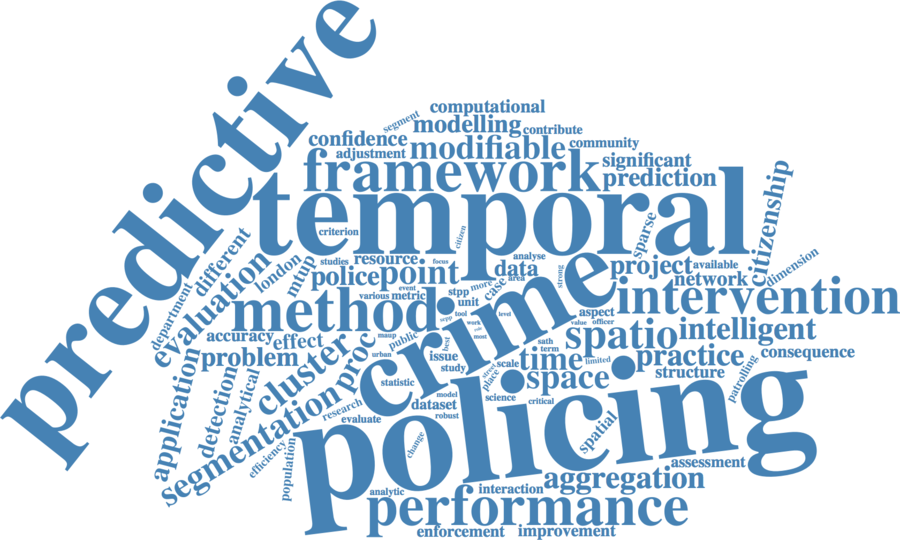 predictive
computational
segment
modelling
contribute
confidence
modifiable
community
adjustment
framework
significant
prediction
temporal
citizenship
criterion
citizen
sparse
different
studies
resource
focus
analyse
dimension
london
mtup
police
point
data
strong
project
available
network
department
evaluation
various
metric
event
stpp
more
area
case
unit
crime
intervention
method
aspect
accuracy
effect
maup
public
sepp
tool
work
level
value
officer
spatio
intelligent
problem
proc
urban
best
most
issue
sath
term
time
limited
practice
consequence
cluster
study
scale
street
place
space
structure
patrolling
application
detection
analytical
statistic
model
science
critical
segmentation
research
evaluate
dataset
robust
policing
efficiency
population
change
spatial
assessment
aggregation
analytic
interaction
performance
enforcement
improvement